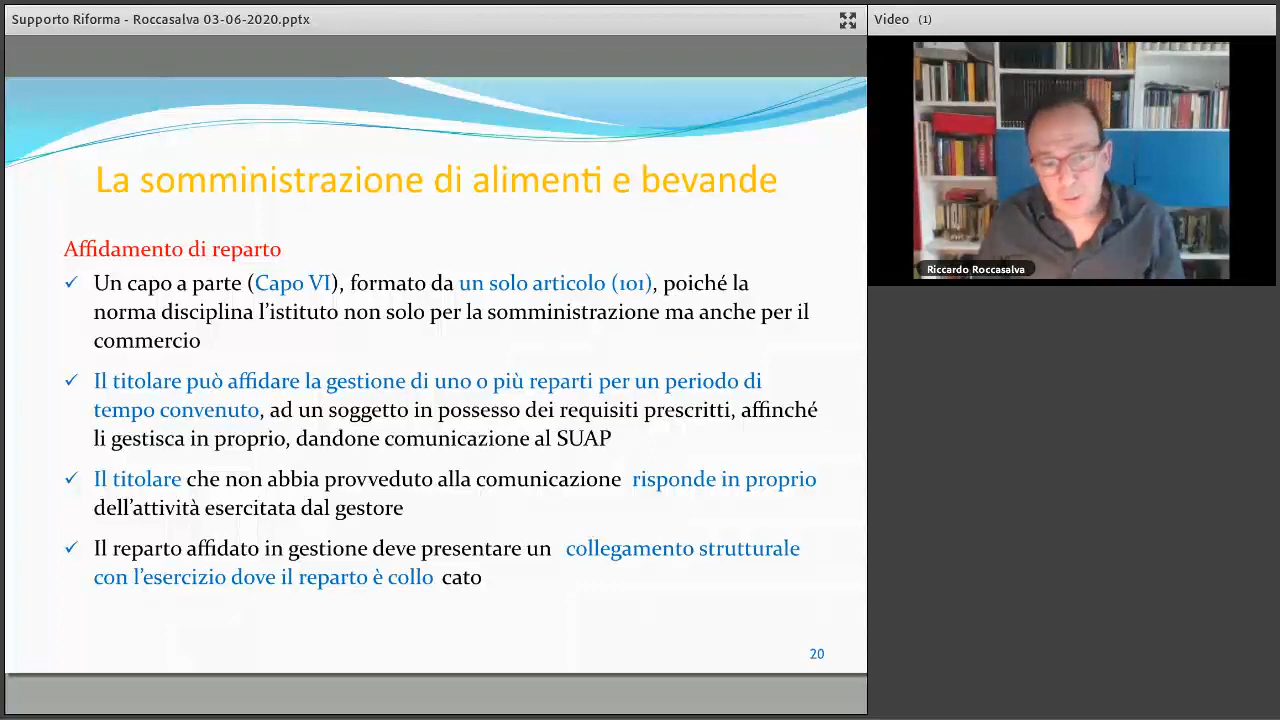 Supporto Riforma - Roccasalva 03-06-2020.pptx
Video (1)
Riccardo Roccasalva
La somministrazione di alimenti e bevande
Affidamento di reparto
✓ Un capo a parte (Capo VI), formato da un solo articolo (101), poiché la
norma disciplina l'istituto non solo per la somministrazione ma anche per il
commercio
✓ Il titolare può affidare la gestione di uno o più reparti per un periodo di
tempo convenuto, ad un soggetto in possesso dei requisiti prescritti, affinché
li gestisca in proprio, dandone comunicazione al SUAP
✓ Il titolare che non abbia provveduto alla comunicazione risponde in proprio
dell'attività esercitata dal gestore
✓ Il reparto affidato in gestione deve presentare un collegamento strutturale
con l'esercizio dove il reparto è collo cato
20